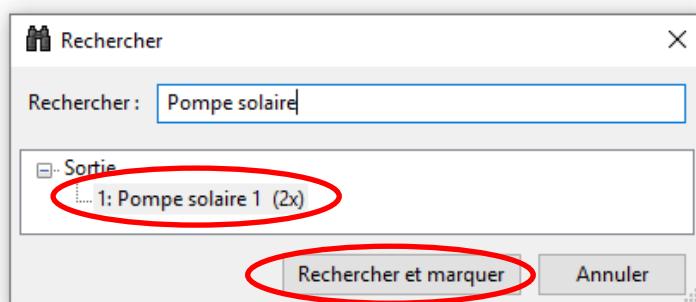 Rechercher
Rechercher : Pompe solaire
Sortie
1: Pompe solaire 1 (2x)
Rechercher et marquer Annuler